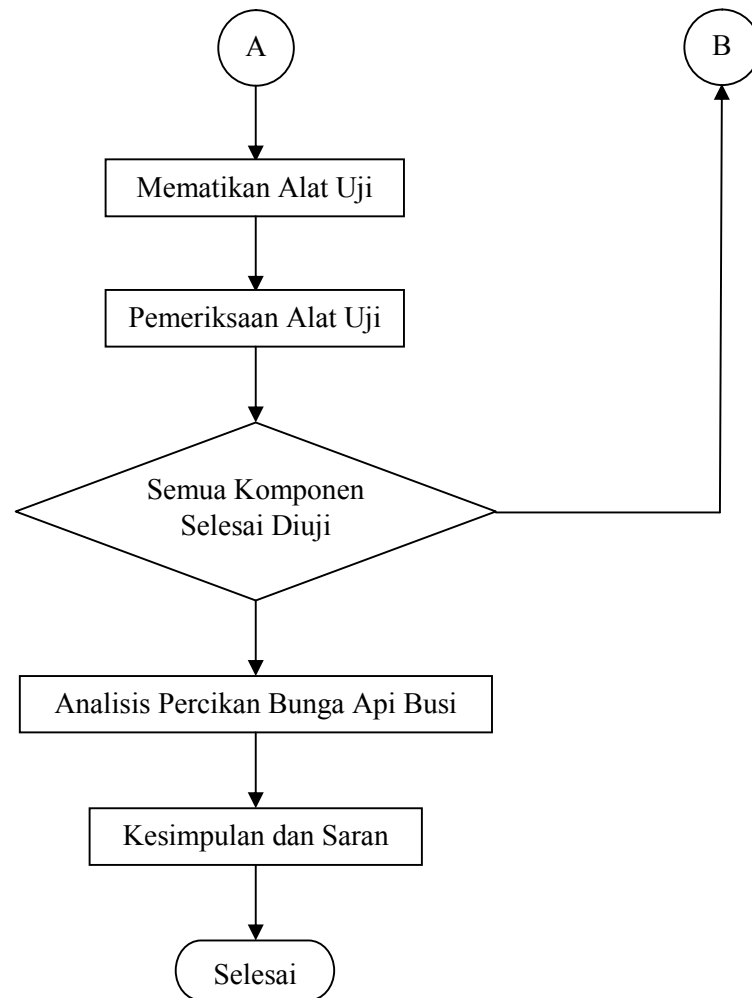 A
B
Mematikan Alat Uji
Pemeriksaan Alat Uji
Semua Komponen
Selesai Diuji
Analisis Percikan Bunga Api Busi
Kesimpulan dan Saran
Selesai